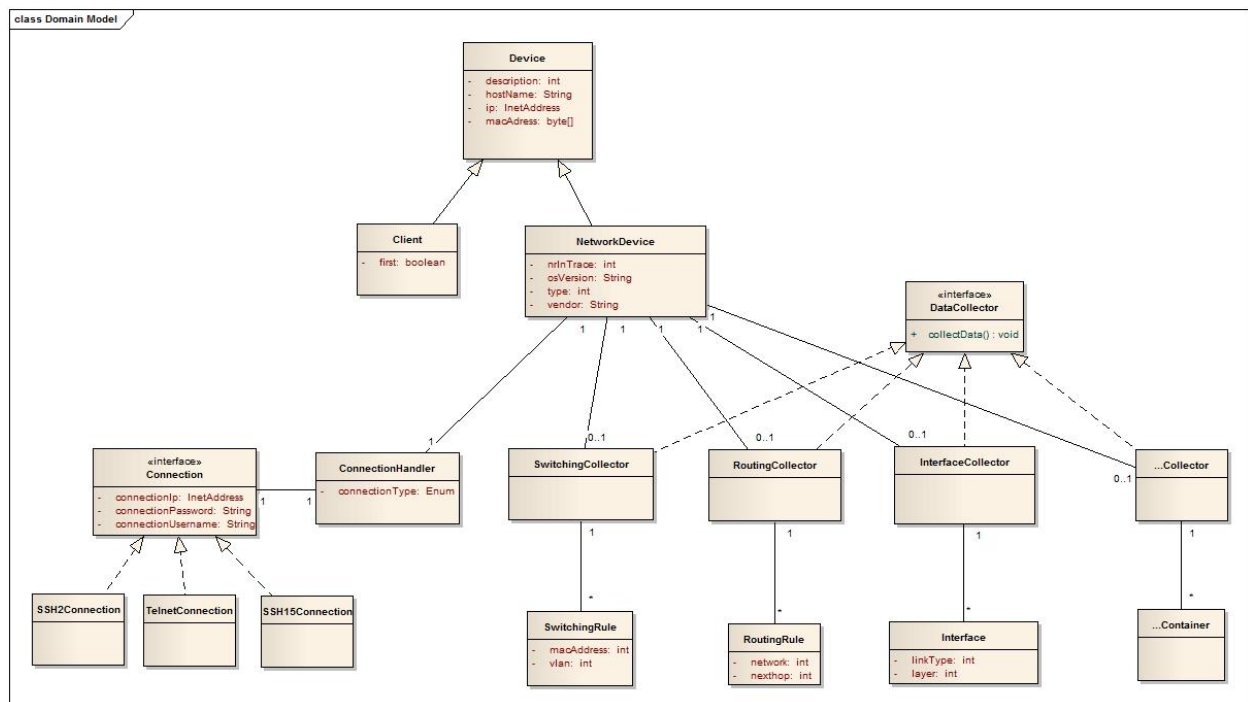 class Domain Model
Device
- description: int
- hostName: String
- ip: InetAddress
- macAdress: byte[]
Client
- first: boolean
NetworkDevice
- nrInTrace: int
- osVersion: String
- type: int
- vendor: String
«interface»
DataCollector
+ collectData() : void
1
1
1
1
1
1
0..1
0..1
0..1
0..1
«interface»
Connection
- connectionIp: InetAddress
- connectionPassword: String
- connectionUsername: String
1
1
ConnectionHandler
- connectionType: Enum
SwitchingCollector
RoutingCollector
InterfaceCollector
...Collector
1
1
1
1
*
*
*
*
SSH2Connection
TelnetConnection
SSH15Connection
SwitchingRule
- macAddress: int
- vlan: int
RoutingRule
- network: int
- nexthop: int
Interface
- linkType: int
- layer: int
...Container